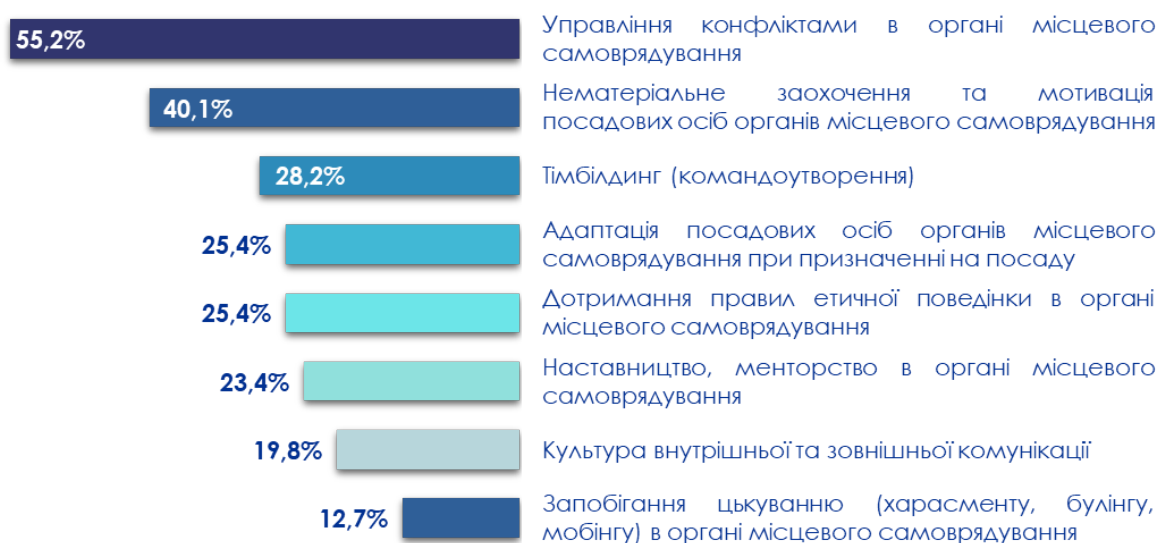 55,2%
Управління конфліктами в органі місцевого
самоврядування
40,1%
Нематеріальне заохочення та мотивація
посадових осіб органів місцевого самоврядування
28,2%
Тімбілдинг (командоутворення)
25,4%
Адаптація посадових осіб органів місцевого
самоврядування при призначенні на посаду
25,4%
Дотримання правил етичної поведінки в органі
місцевого самоврядування
23,4%
Наставництво, менторство в органі місцевого
самоврядування
19,8%
Культура внутрішньої та зовнішньої комунікації
12,7%
Запобігання цькуванню (харасменту, булінгу,
мобінгу) в органі місцевого самоврядування